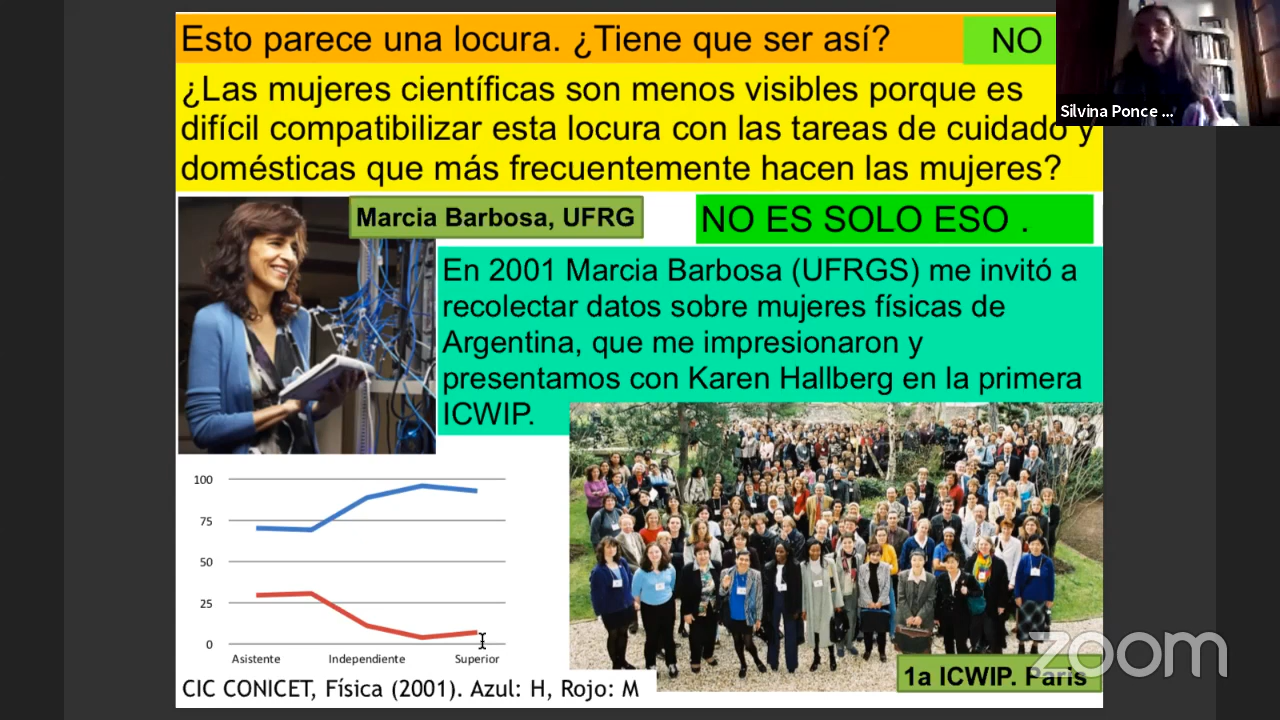 Esto parece una locura. ¿Tiene que ser así?
NO
Silvina Ponce ...
¿Las mujeres científicas son menos visibles porque es
difícil compatibilizar esta locura con las tareas de cuidado y
domésticas que más frecuentemente hacen las mujeres?
Marcia Barbosa, UFRG
NO ES SOLO ESO .
En 2001 Marcia Barbosa (UFRGS) me invitó a
recolectar datos sobre mujeres físicas de
Argentina, que me impresionaron y
presentamos con Karen Hallberg en la primera
ICWIP.
100
75
50
25
0
Asistente Independiente Superior
CIC CONICET, Física (2001). Azul: H, Rojo: M
1a ICWIP. Paris
zoom